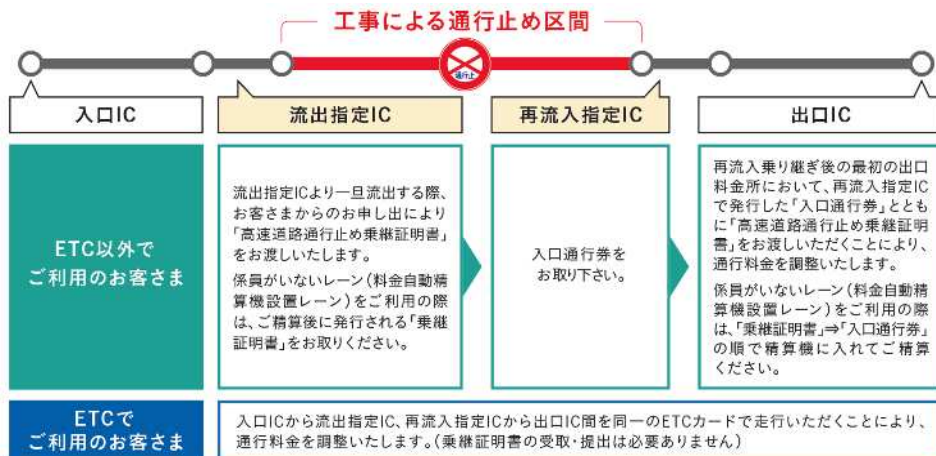 工事による通行止め区間
通行止
入口IC
流出指定IC
再流入指定IC
出口IC
ETC以外で
ご利用のお客さま
流出指定ICより一旦流出する際、
お客さまからのお申し出により
「高速道路通行止め乗継証明書」
をお渡しいたします。
係員がいないレーン(料金自動精
算機設置レーン)をご利用の際
は、ご精算後に発行される「乗継
証明書」をお取りください。
入口通行券を
お取り下さい。
再流入乗り継ぎ後の最初の出口
料金所において、再流入指定IC
で発行した「入口通行券」ととも
に「高速道路通行止め乗継証明
書」をお渡しいただくことにより、
通行料金を調整いたします。
係員がいないレーン(料金自動精
算機設置レーン)をご利用の際
は、「乗継証明書」⇒「入口通行券」
の順で精算機に入れてご精算
ください。
ETCで
ご利用のお客さま
入口ICから流出指定IC、再流入指定ICから出口IC間を同一のETCカードで走行いただくことにより、
通行料金を調整いたします。(乗継証明書の受取・提出は必要ありません)